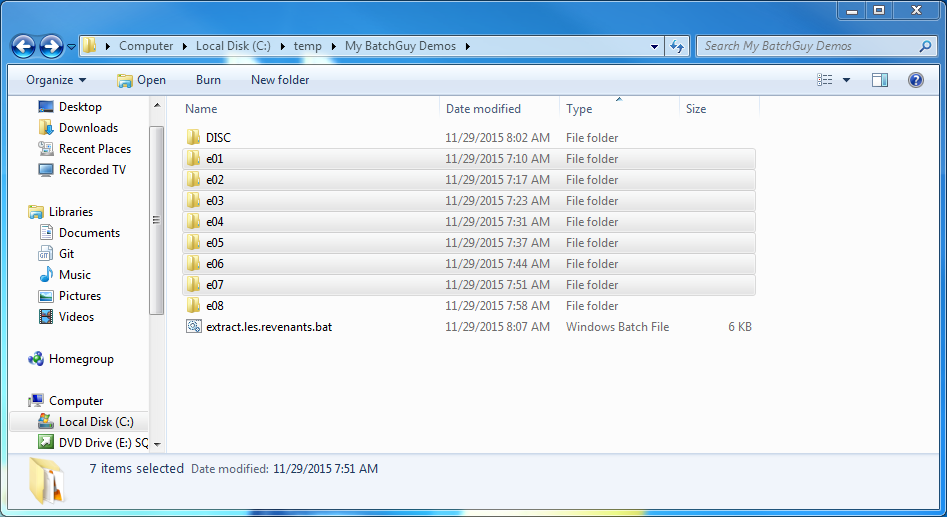 Computer Local Disk (C:) temp My BatchGuy Demos Search My BatchGuy Demos
Organize Open Burn New folder
Desktop
Downloads
Recent Places
Recorded TV
Libraries
Documents
Git
Music
Pictures
Videos
Homegroup
Computer
Local Disk (C:)
DVD Drive (E:) SQ
Name Date modified Type Size
DISC 11/29/2015 8:02 AM File folder
e01 11/29/2015 7:10 AM File folder
e02 11/29/2015 7:17 AM File folder
e03 11/29/2015 7:23 AM File folder
e04 11/29/2015 7:31 AM File folder
e05 11/29/2015 7:37 AM File folder
e06 11/29/2015 7:44 AM File folder
e07 11/29/2015 7:51 AM File folder
e08 11/29/2015 7:58 AM File folder
extract.les.revenants.bat 11/29/2015 8:07 AM Windows Batch File 6 KB
7 items selected Date modified: 11/29/2015 7:51 AM